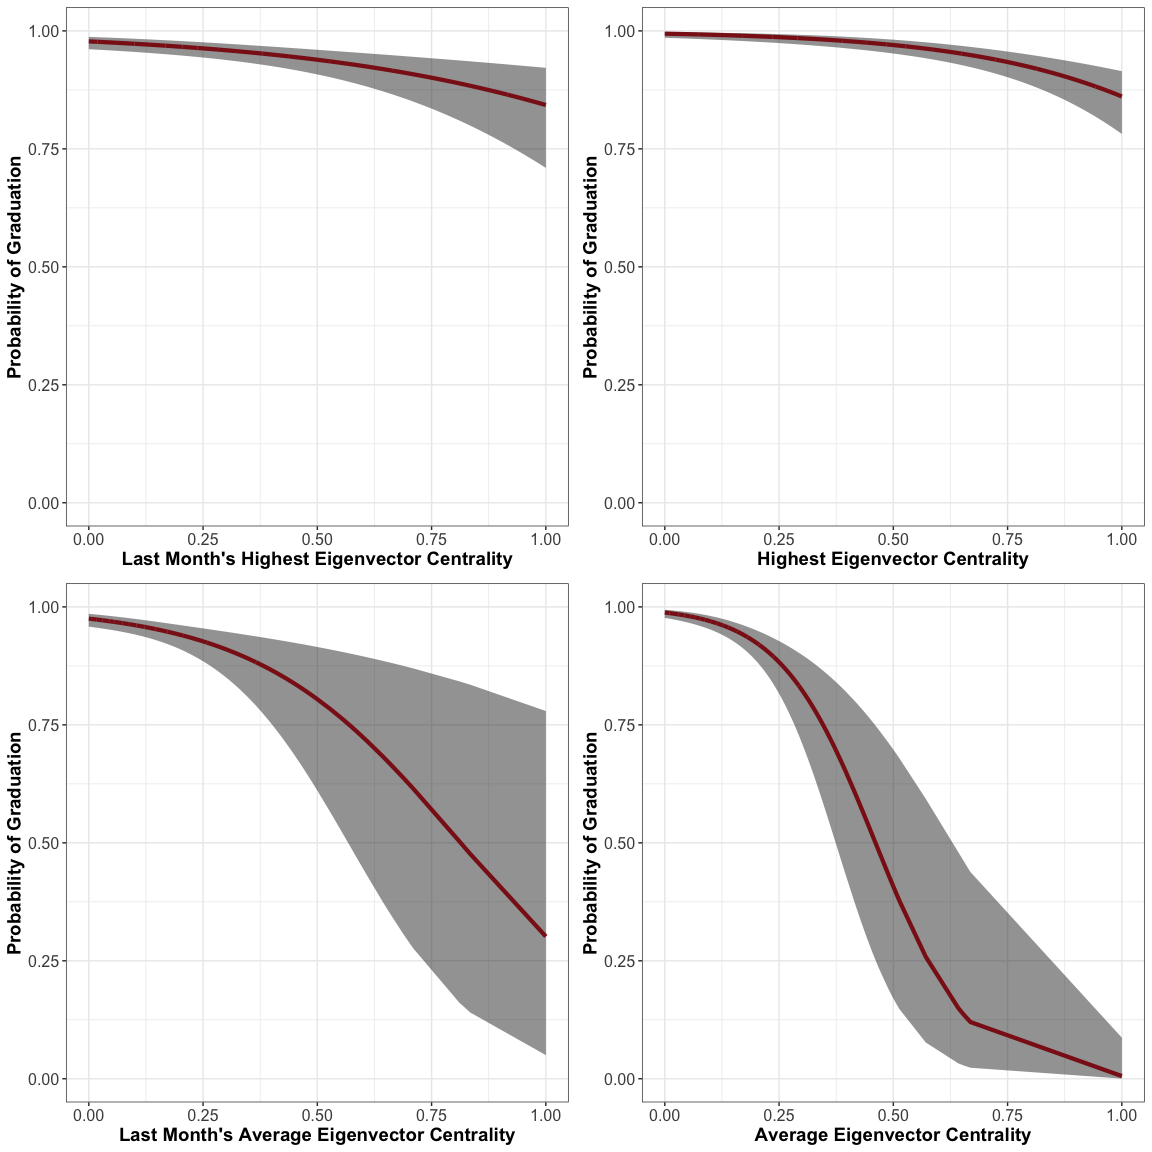 Probability of Graduation
1.00
0.75
0.50
0.25
0.00
0.00 0.25 0.50 0.75 1.00
Last Month's Highest Eigenvector Centrality
Probability of Graduation
1.00
0.75
0.50
0.25
0.00
0.00 0.25 0.50 0.75 1.00
Highest Eigenvector Centrality
Probability of Graduation
1.00
0.75
0.50
0.25
0.00
0.00 0.25 0.50 0.75 1.00
Last Month's Average Eigenvector Centrality
Probability of Graduation
1.00
0.75
0.50
0.25
0.00
0.00 0.25 0.50 0.75 1.00
Average Eigenvector Centrality